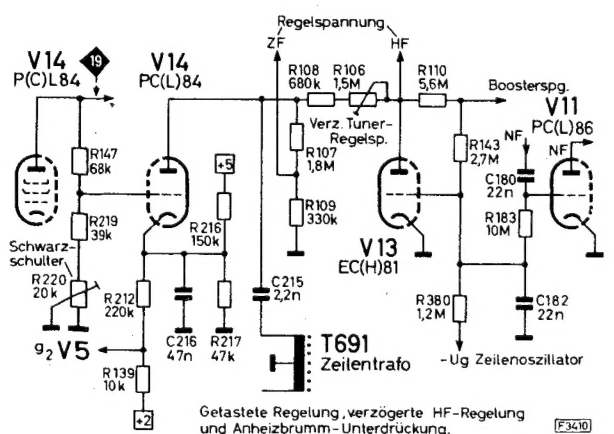 Regelspannung
ZF
HF
V14
P(C)L84
19
V14
PC(L)84
R108
680k
R106
1,5M
R110
5,6M
Boosterspg.
Verz. Tuner-
Regelsp.
V11
PC(L)86
NF
NF
R147
68k
R107
1,8M
R143
2,7M
C180
22n
+5
R219
39k
R216
150k
R109
330k
V13
EC(H)81
R183
10M
Schwarz-
schulter
R220
20k
R212
220k
C215
2,2n
R380
1,2M
C182
22n
C216
47n
R217
47k
g2 V5
T691
Zeilentrafo
-Ug Zeilenoszillator
R139
10k
+2
Getastete Regelung, verzögerte HF-Regelung
und Anheizbrumm-Unterdrückung.
F3410